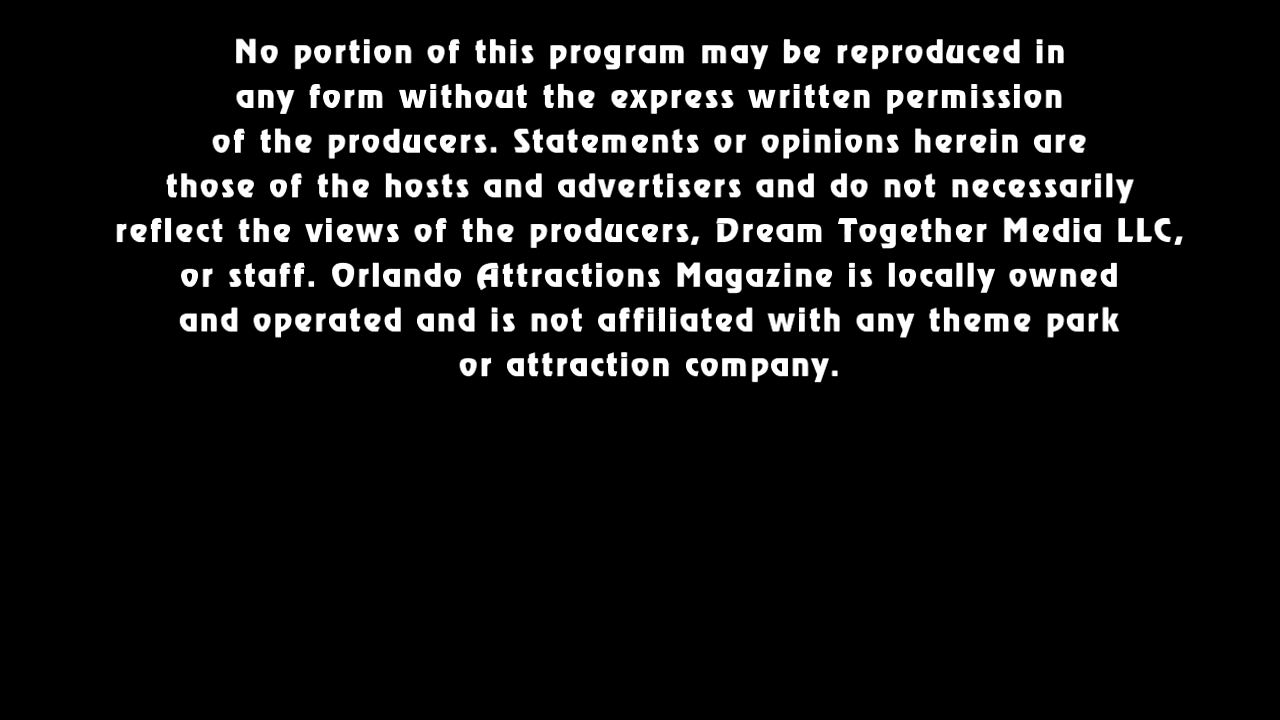 No portion of this program may be reproduced in
any form without the express written permission
of the producers. Statements or opinions herein are
those of the hosts and advertisers and do not necessarily
reflect the views of the producers, Dream Together Media LLC,
or staff. Orlando Attractions Magazine is locally owned
and operated and is not affiliated with any theme park
or attraction company.